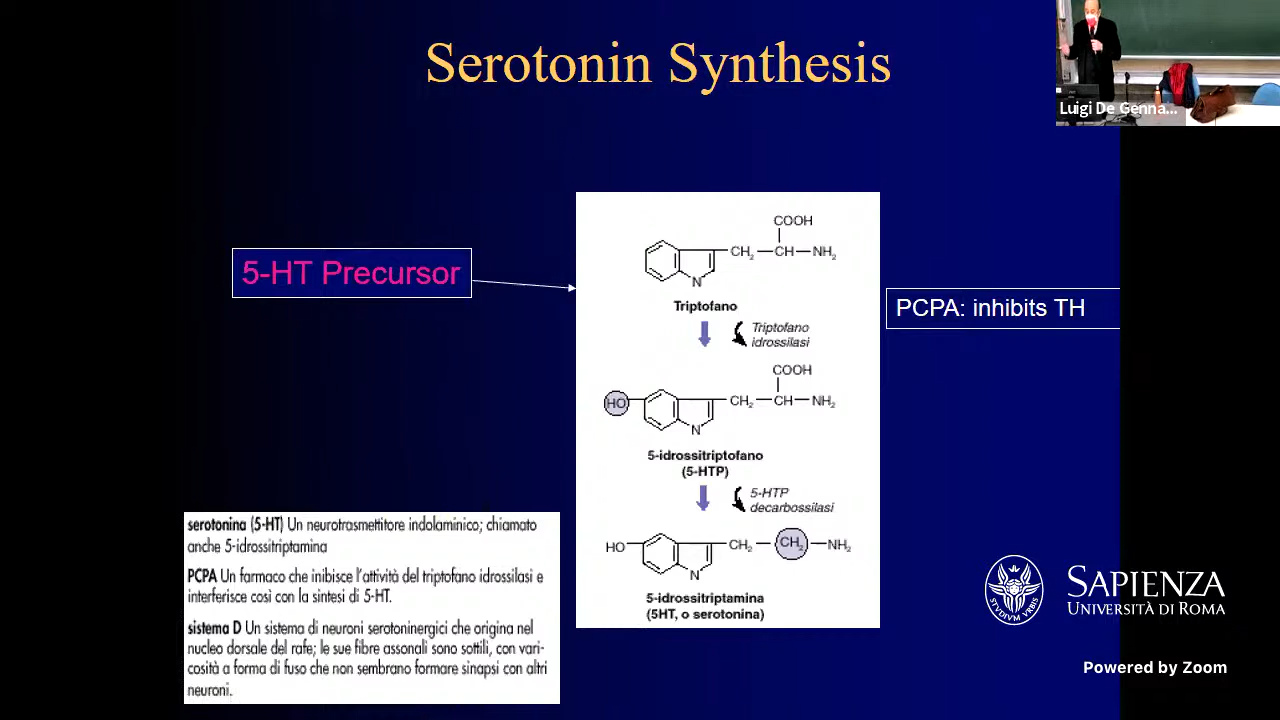 Serotonin Synthesis
Luigi De Genna...
5-HT Precursor
COOH
CH2 — CH — NH2
N
Triptofano
Triptofano
idrossilasi
PCPA: inhibits TH
COOH
HO
CH2 — CH — NH2
N
5-idrossitriptofano
(5-HTP)
5-HTP
decarbossilasi
HO
CH2 — CH2 — NH2
N
5-idrossitriptamina
(5HT, o serotonina)
serotonina (5-HT) Un neurotrasmettitore indolaminico; chiamato
anche 5-idrossitriptamina
PCPA Un farmaco che inibisce l'attività del triptofano idrossilasi e
interferisce così con la sintesi di 5-HT.
sistema D Un sistema di neuroni serotoninergici che origina nel
nucleo dorsale del rafe; le sue fibre assonali sono sottili, con vari-
cosità a forma di fuso che non sembrano formare sinapsi con altri
neuroni.
STVDIVM VRBIS
SAPIENZA
UNIVERSITÀ DI ROMA
Powered by Zoom